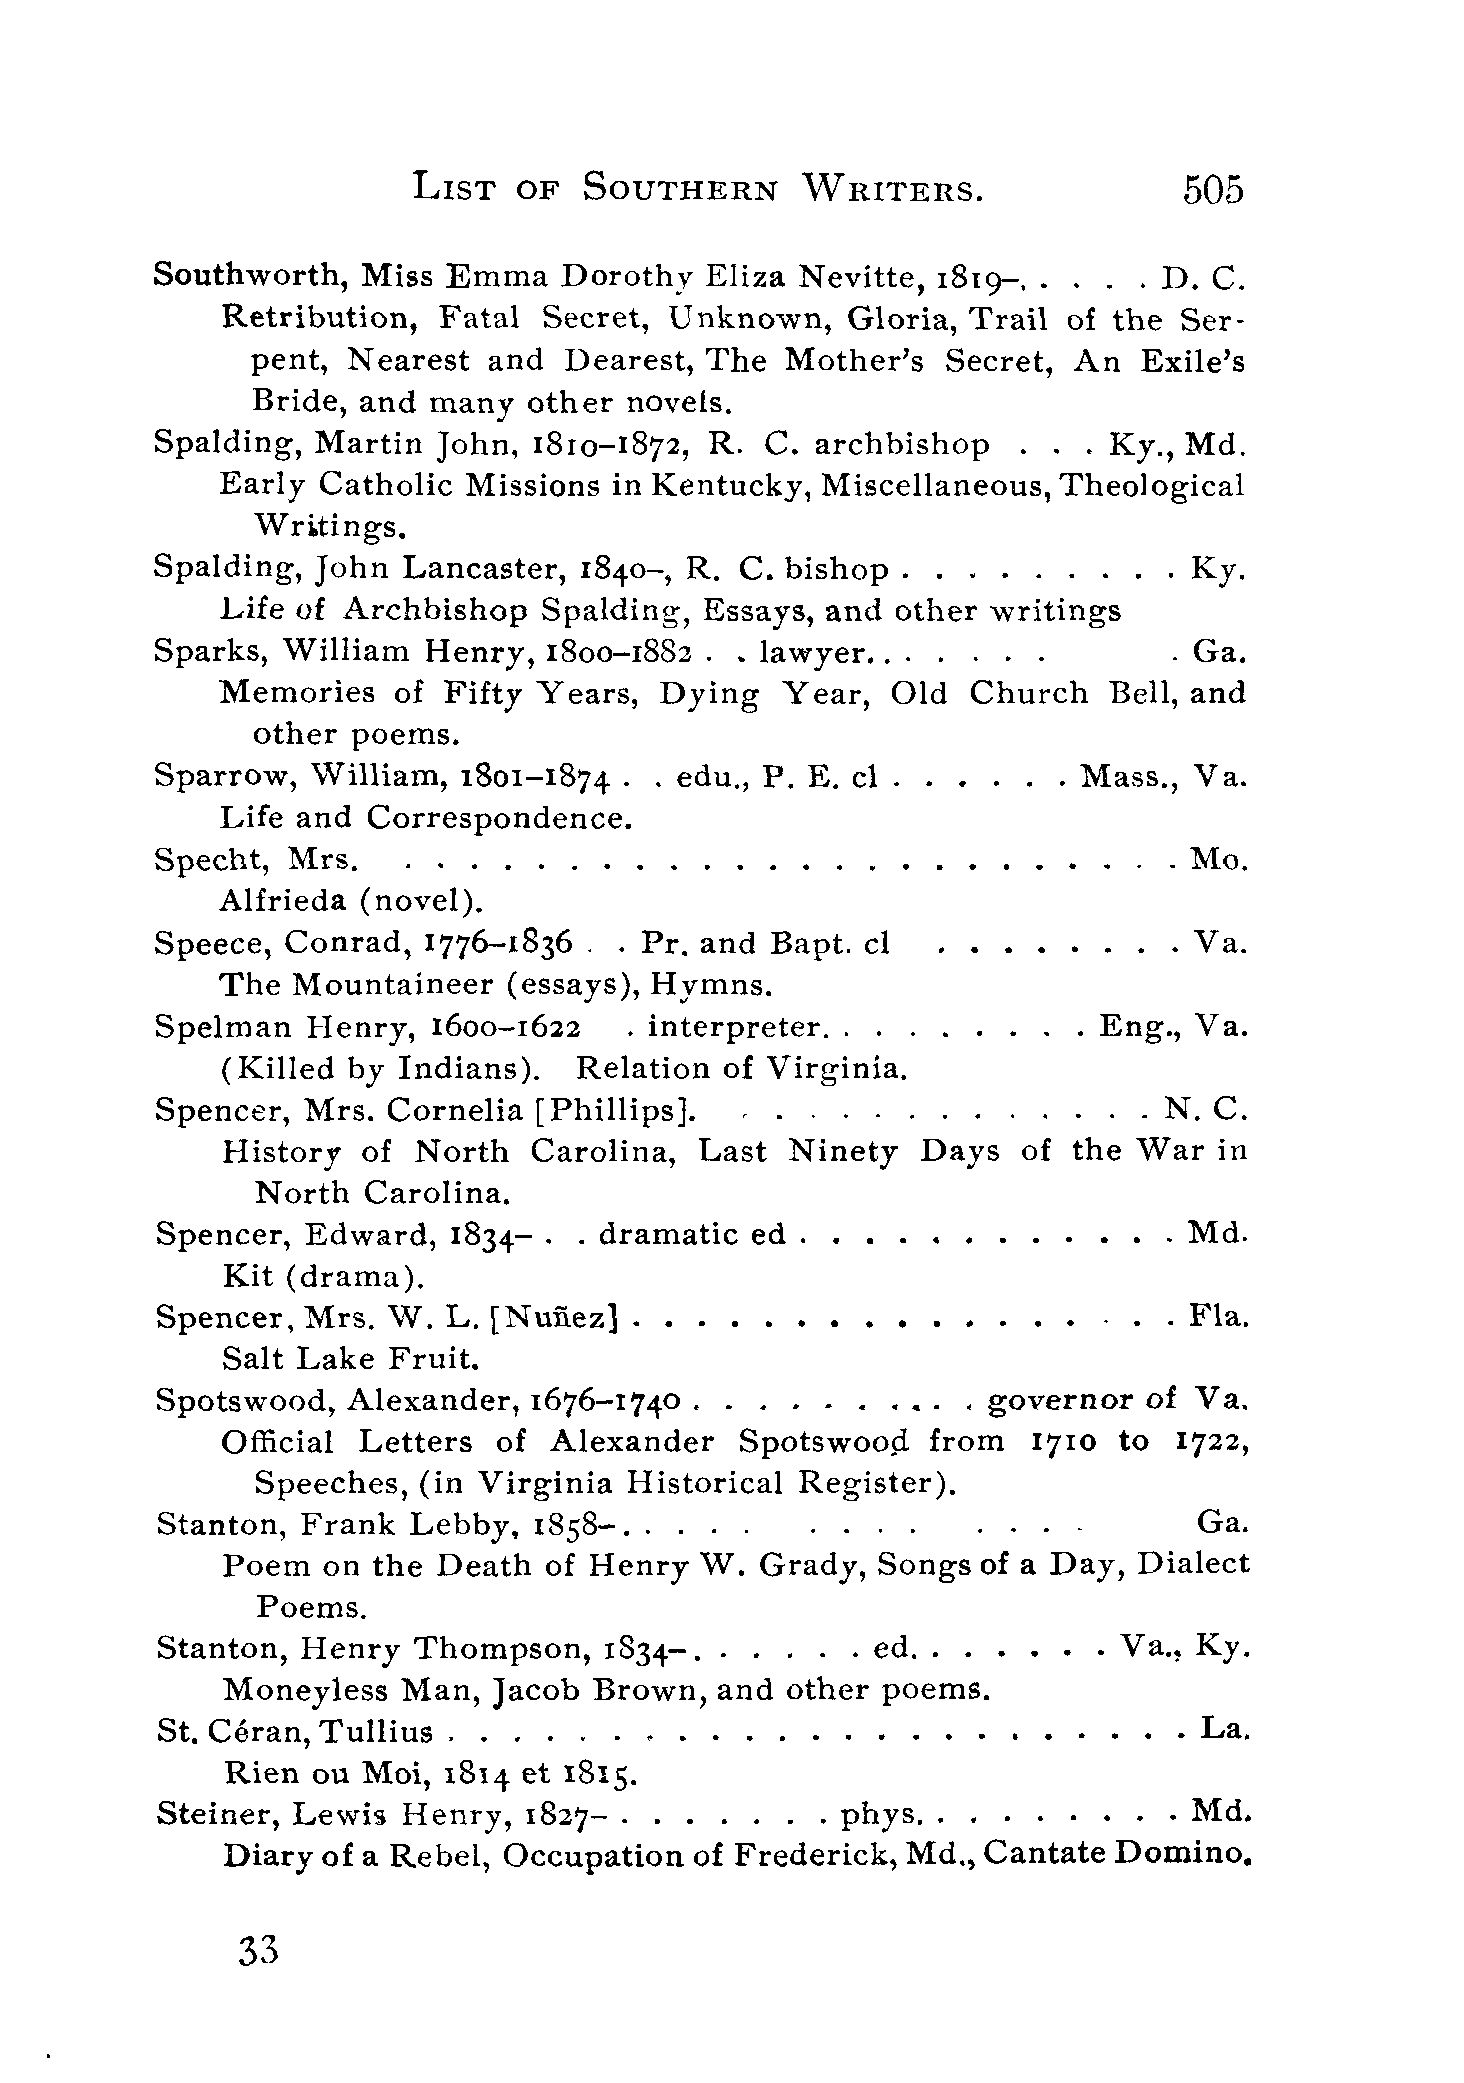 List of Southern Writers. 505
Southworth, Miss Emma Dorothy Eliza Nevitte, 1819–. . . . . D. C.
Retribution, Fatal Secret, Unknown, Gloria, Trail of the Ser-
pent, Nearest and Dearest, The Mother's Secret, An Exile's
Bride, and many other novels.
Spalding, Martin John, 1810–1872, R. C. archbishop . . . Ky., Md.
Early Catholic Missions in Kentucky, Miscellaneous, Theological
Writings.
Spalding, John Lancaster, 1840–, R. C. bishop . . . . . . . . . Ky.
Life of Archbishop Spalding, Essays, and other writings
Sparks, William Henry, 1800–1882 . . lawyer. . . . . . . . Ga.
Memories of Fifty Years, Dying Year, Old Church Bell, and
other poems.
Sparrow, William, 1801–1874 . . edu., P. E. cl . . . . . . Mass., Va.
Life and Correspondence.
Specht, Mrs. . . . . . . . . . . . . . . . . . . . . . . . . Mo.
Alfrieda (novel).
Speece, Conrad, 1776–1836 . . Pr. and Bapt. cl . . . . . . . . Va.
The Mountaineer (essays), Hymns.
Spelman Henry, 1600–1622 . interpreter. . . . . . . . . Eng., Va.
(Killed by Indians). Relation of Virginia.
Spencer, Mrs. Cornelia [Phillips]. . . . . . . . . . . . . . N. C.
History of North Carolina, Last Ninety Days of the War in
North Carolina.
Spencer, Edward, 1834– . . dramatic ed . . . . . . . . . . . . Md.
Kit (drama).
Spencer, Mrs. W. L. [Nuñez] . . . . . . . . . . . . . . . . . Fla.
Salt Lake Fruit.
Spotswood, Alexander, 1676–1740 . . . . . . . . . . governor of Va.
Official Letters of Alexander Spotswood from 1710 to 1722,
Speeches, (in Virginia Historical Register).
Stanton, Frank Lebby, 1858–. . . . . . . . . . . . . Ga.
Poem on the Death of Henry W. Grady, Songs of a Day, Dialect
Poems.
Stanton, Henry Thompson, 1834–. . . . . . ed. . . . . . . Va., Ky.
Moneyless Man, Jacob Brown, and other poems.
St. Céran, Tullius . . . . . . . . . . . . . . . . . . . . . . . La.
Rien ou Moi, 1814 et 1815.
Steiner, Lewis Henry, 1827– . . . . . . . phys. . . . . . . . . Md.
Diary of a Rebel, Occupation of Frederick, Md., Cantate Domino.
33